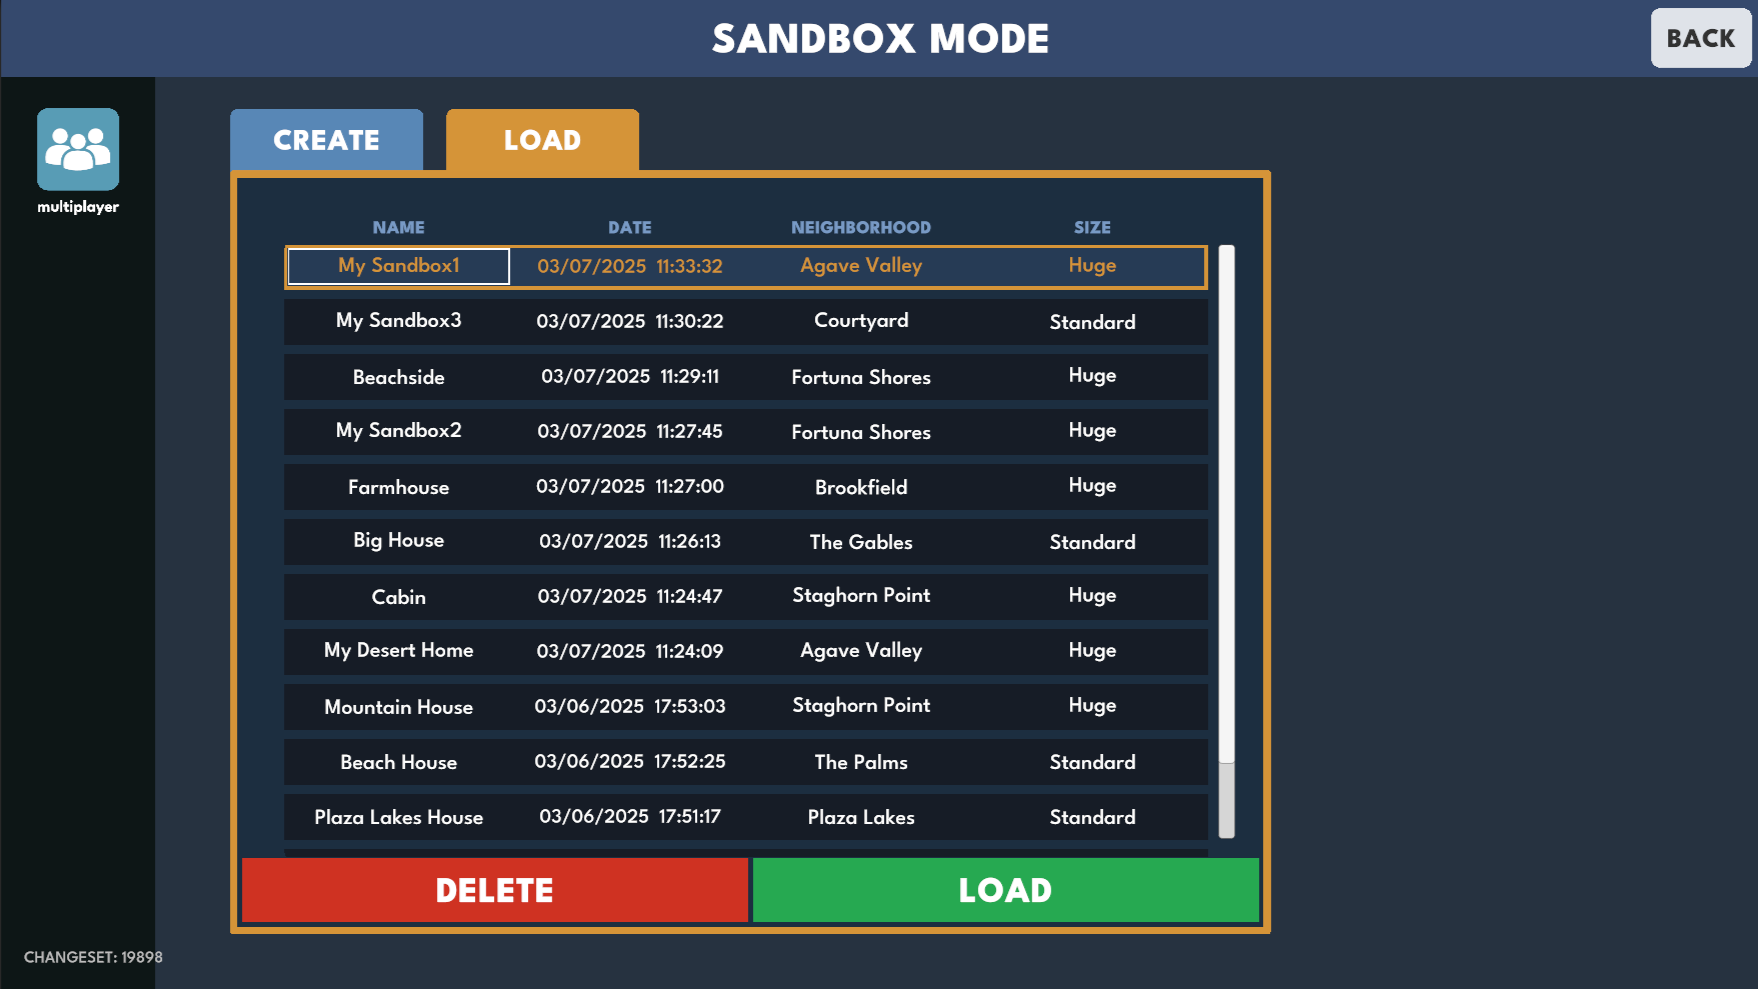 SANDBOX MODE
BACK
multiplayer
CREATE
LOAD
NAME DATE NEIGHBORHOOD SIZE
My Sandbox1 03/07/2025 11:33:32 Agave Valley Huge
My Sandbox3 03/07/2025 11:30:22 Courtyard Standard
Beachside 03/07/2025 11:29:11 Fortuna Shores Huge
My Sandbox2 03/07/2025 11:27:45 Fortuna Shores Huge
Farmhouse 03/07/2025 11:27:00 Brookfield Huge
Big House 03/07/2025 11:26:13 The Gables Standard
Cabin 03/07/2025 11:24:47 Staghorn Point Huge
My Desert Home 03/07/2025 11:24:09 Agave Valley Huge
Mountain House 03/06/2025 17:53:03 Staghorn Point Huge
Beach House 03/06/2025 17:52:25 The Palms Standard
Plaza Lakes House 03/06/2025 17:51:17 Plaza Lakes Standard
DELETE
LOAD
CHANGESET: 19898